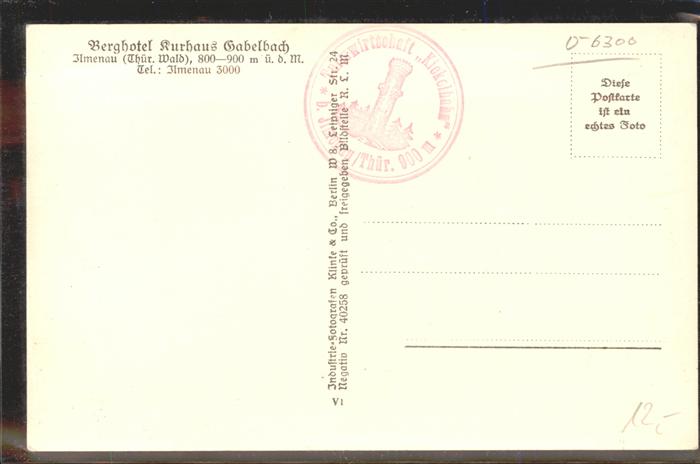 Berghotel Kurhaus Gabelbach
Ilmenau (Thür. Wald), 800—900 m ü. d. M.
Tel.: Ilmenau 3000
wirtschaft „Kickelhahn“
/Thür. 900 m
D-6300
Diese
Postkarte
ist ein
echtes Foto
Industrie-Fotografen Klinke & Co., Berlin W 8, Leipziger Str. 24
Negativ Nr. 40258 geprüft und freigegeben Bildstelle R. L. M
V1
12,-